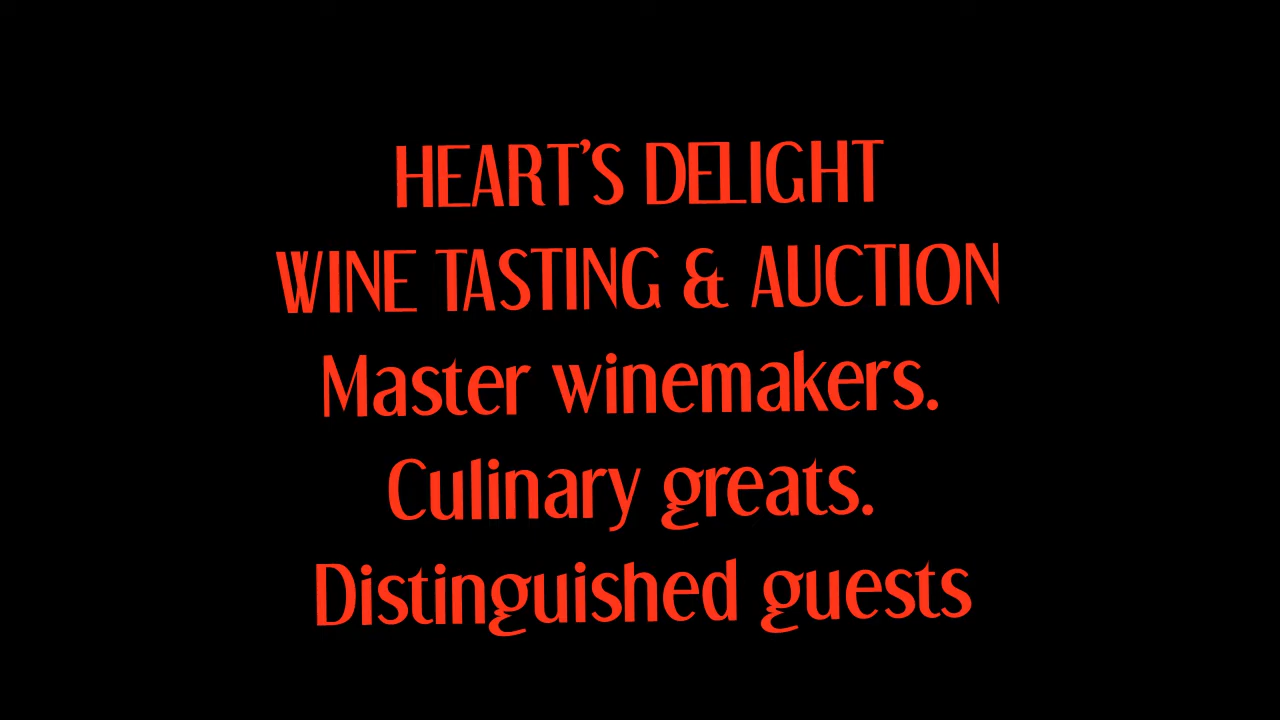 HEART’S DELIGHT
WINE TASTING & AUCTION
Master winemakers.
Culinary greats.
Distinguished guests